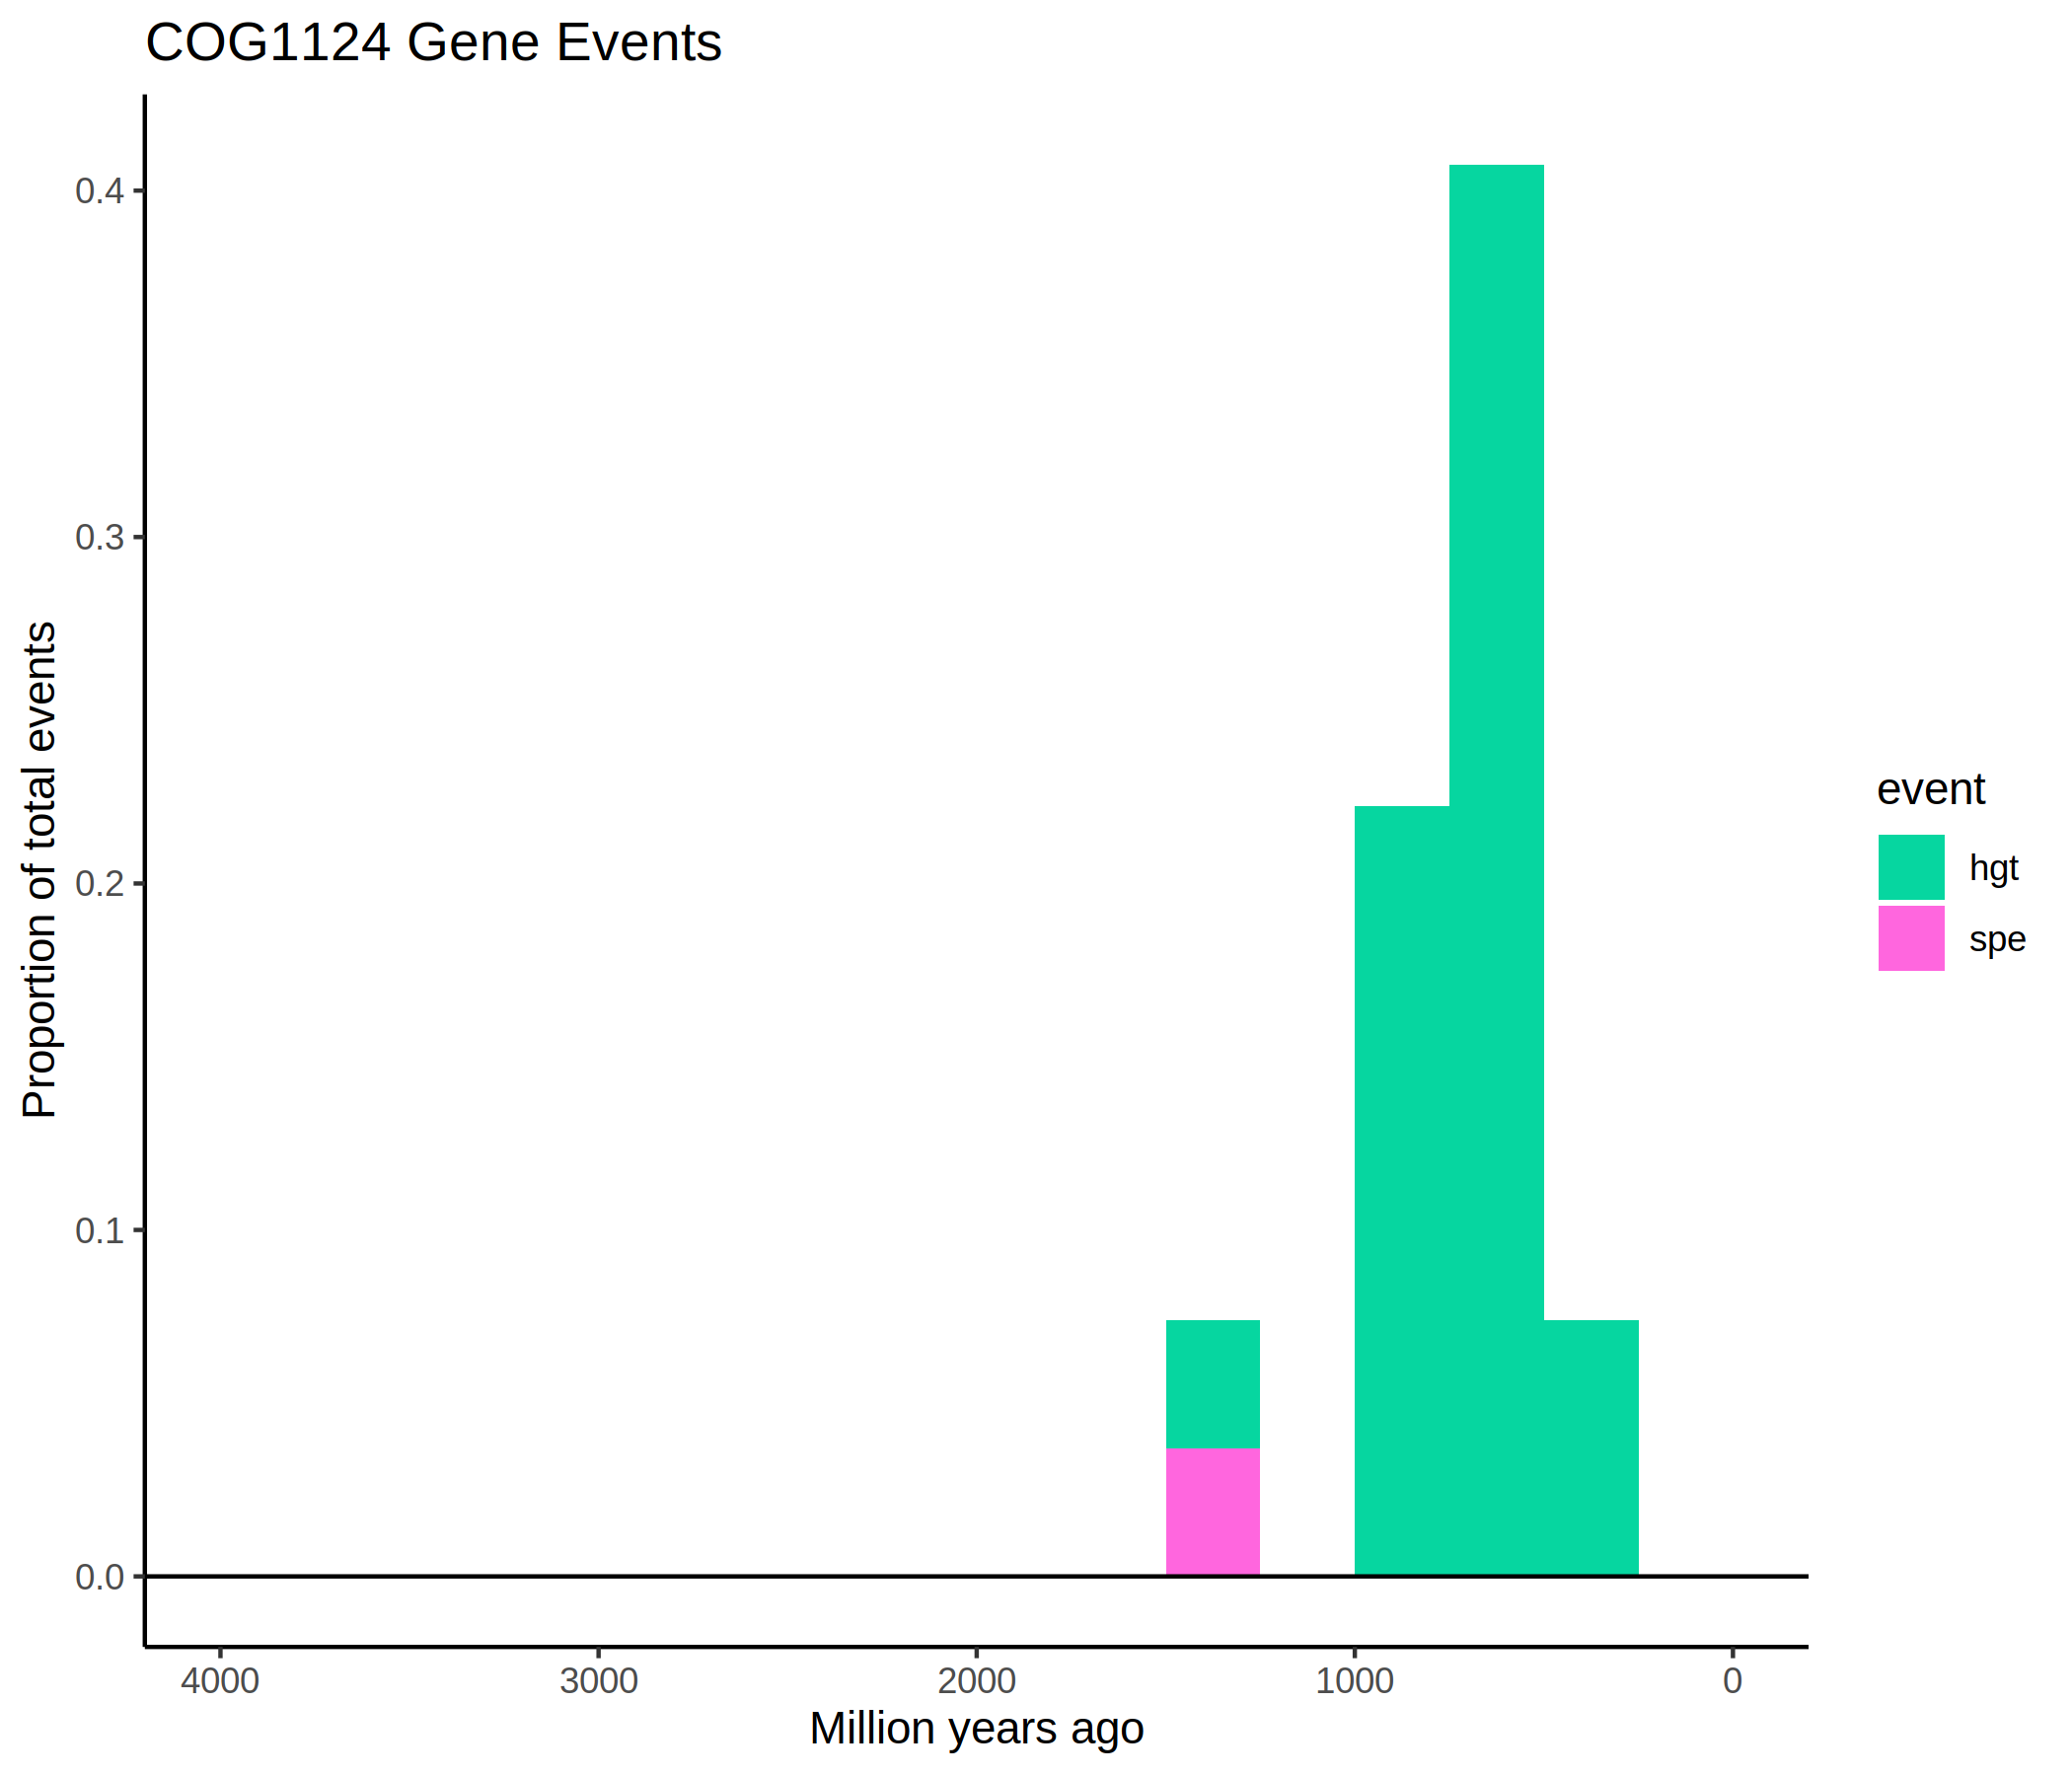 COG1124 Gene Events
Proportion of total events
0.4
0.3
0.2
0.1
0.0
4000 3000 2000 1000 0
Million years ago
event
hgt
spe